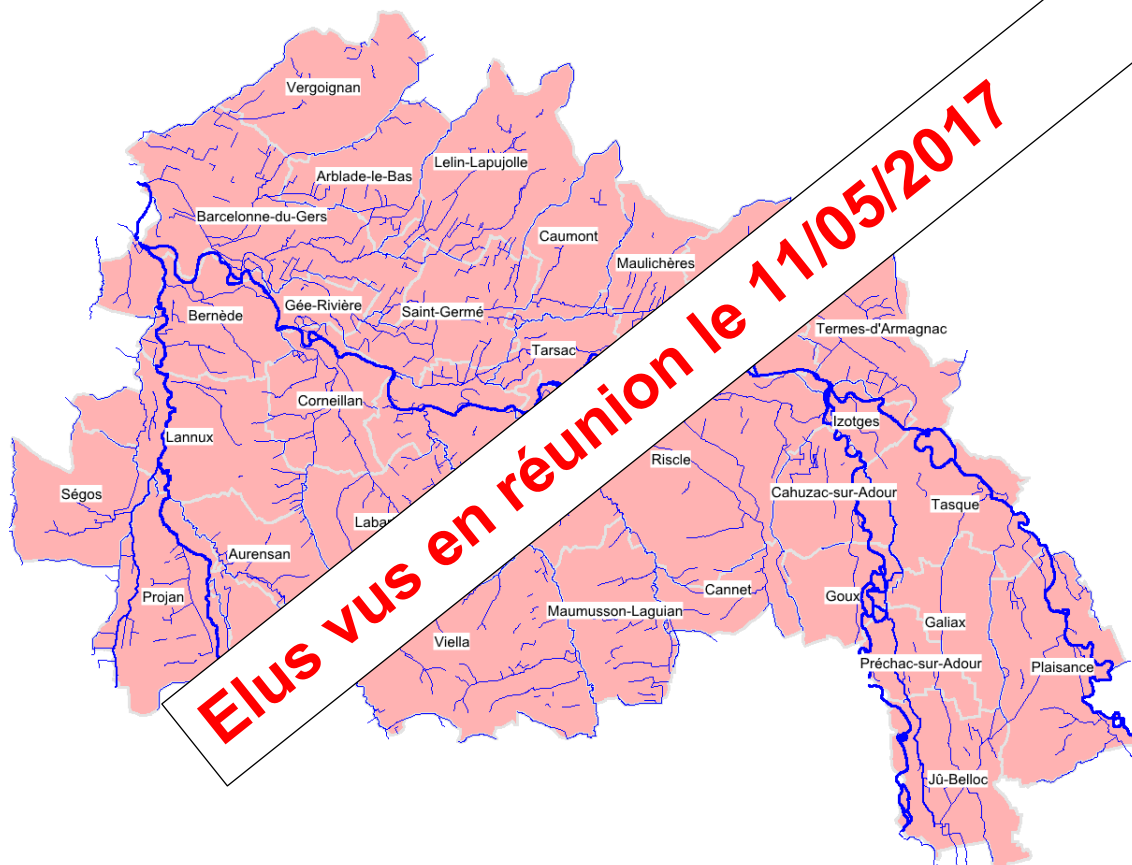 Vergoignan
Lelin-Lapujolle
Arblade-le-Bas
Barcelonne-du-Gers
Caumont
Maulichères
Gée-Rivière
Saint-Germé
Bernède
Termes-d'Armagnac
Tarsac
Corneillan
Izotges
Lannux
Riscle
Ségos
Cahuzac-sur-Adour
Tasque
Aurensan
Cannet
Projan
Goux
Maumusson-Laguian
Galiax
Viella
Préchac-sur-Adour
Plaisance
Jû-Belloc
Elus vus en réunion le 11/05/2017